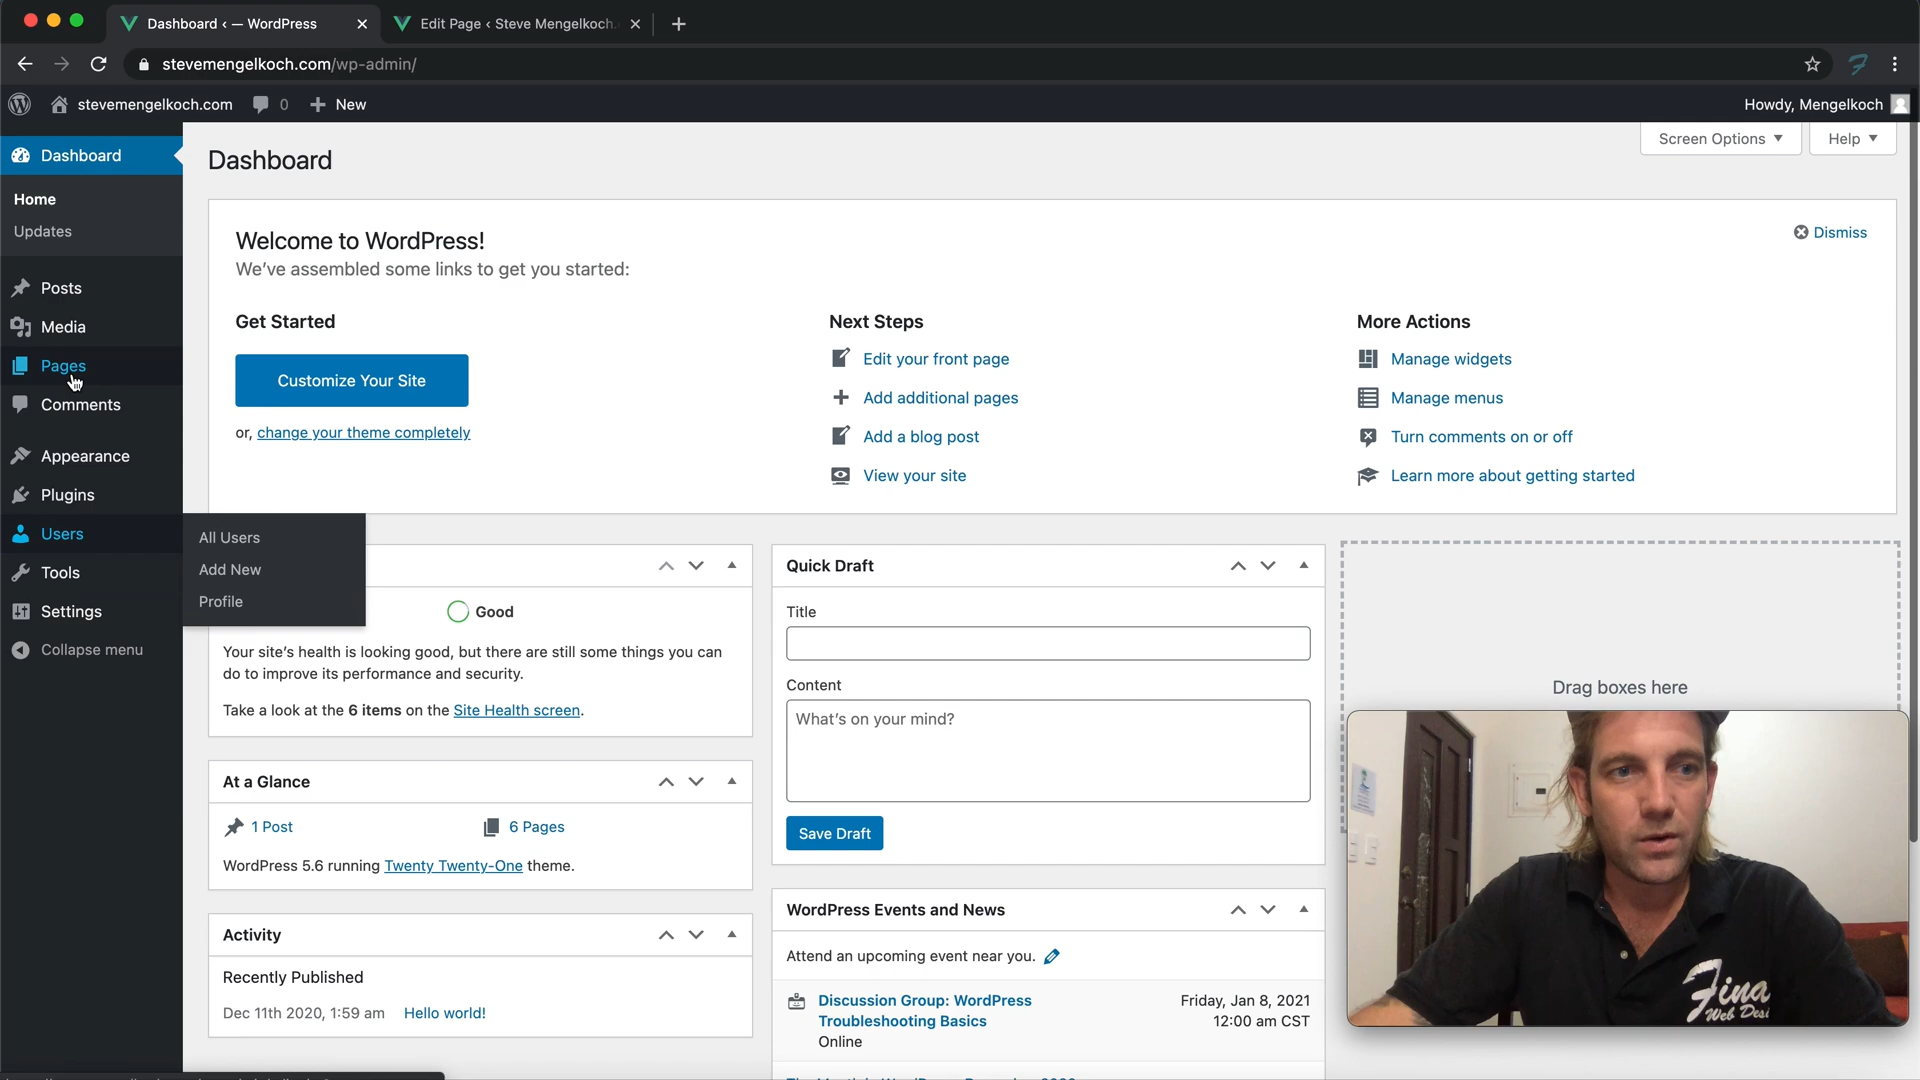 Dashboard ‹ — WordPress
Edit Page ‹ Steve Mengelkoch
stevemengelkoch.com/wp-admin/
stevemengelkoch.com
0
New
Howdy, Mengelkoch
Dashboard
Home
Updates
Posts
Media
Pages
Comments
Appearance
Plugins
Users
Tools
Settings
Collapse menu
All Users
Add New
Profile
Dashboard
Screen Options
Help
Welcome to WordPress!
We've assembled some links to get you started:
Dismiss
Get Started
Customize Your Site
or, change your theme completely
Next Steps
Edit your front page
Add additional pages
Add a blog post
View your site
More Actions
Manage widgets
Manage menus
Turn comments on or off
Learn more about getting started
Good
Your site's health is looking good, but there are still some things you can
do to improve its performance and security.
Take a look at the 6 items on the Site Health screen.
At a Glance
1 Post
6 Pages
WordPress 5.6 running Twenty Twenty-One theme.
Activity
Recently Published
Dec 11th 2020, 1:59 am Hello world!
Quick Draft
Title
Content
What's on your mind?
Save Draft
WordPress Events and News
Attend an upcoming event near you.
Discussion Group: WordPress
Troubleshooting Basics
Online
Friday, Jan 8, 2021
12:00 am CST
Drag boxes here
Fina
Web Desi